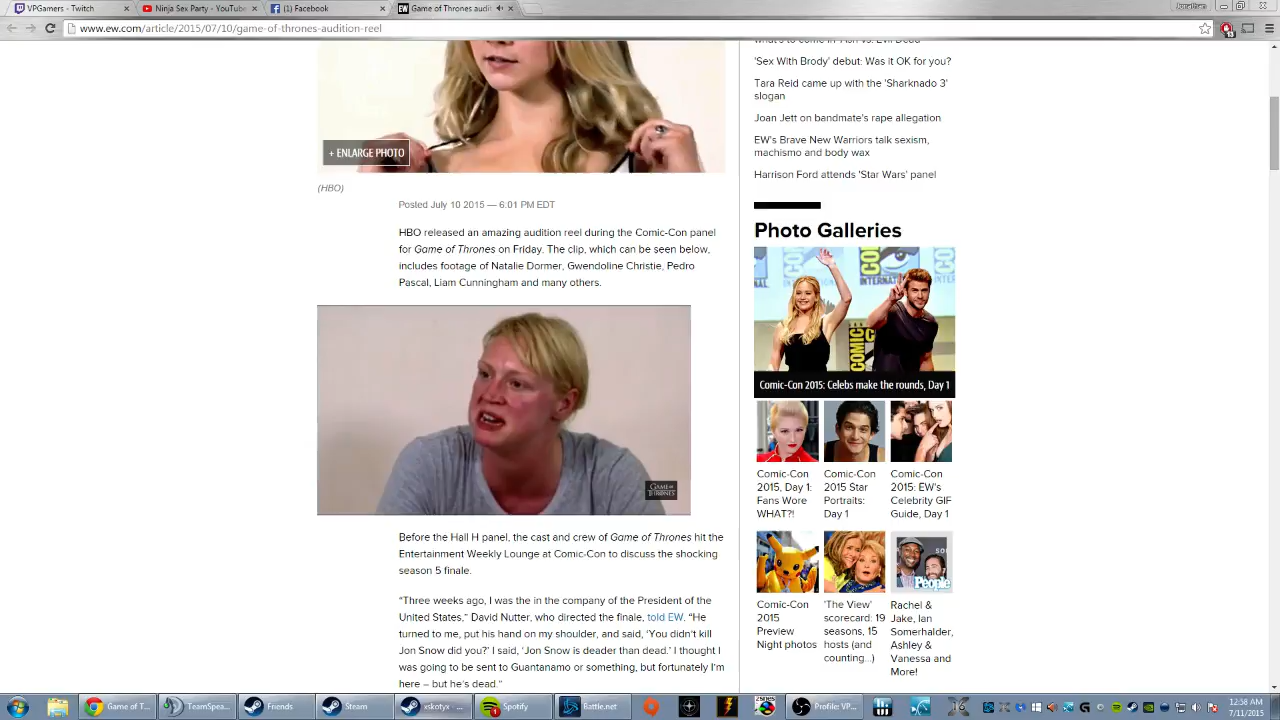 VPGamers - Twitch
Ninja Sex Party - YouTube
(1) Facebook
Game of Thrones audit
www.ew.com/article/2015/07/10/game-of-thrones-audition-reel
+ ENLARGE PHOTO
(HBO)
Posted July 10 2015 — 6:01 PM EDT
HBO released an amazing audition reel during the Comic-Con panel
for Game of Thrones on Friday. The clip, which can be seen below,
includes footage of Natalie Dormer, Gwendoline Christie, Pedro
Pascal, Liam Cunningham and many others.
GAME OF
THRONES
Before the Hall H panel, the cast and crew of Game of Thrones hit the
Entertainment Weekly Lounge at Comic-Con to discuss the shocking
season 5 finale.
“Three weeks ago, I was the in the company of the President of the
United States,” David Nutter, who directed the finale, told EW. “He
turned to me, put his hand on my shoulder, and said, ‘You didn’t kill
Jon Snow did you?’ I said, ‘Jon Snow is deader than dead.’ I thought I
was going to be sent to Guantanamo or something, but fortunately I’m
here – but he’s dead.”
'Sex With Brody' debut: Was it OK for you?
Tara Reid came up with the 'Sharknado 3'
slogan
Joan Jett on bandmate's rape allegation
EW's Brave New Warriors talk sexism,
machismo and body wax
Harrison Ford attends 'Star Wars' panel
Photo Galleries
Comic-Con 2015: Celebs make the rounds, Day 1
Comic-Con
2015, Day 1:
Fans Wore
WHAT?!
Comic-Con
2015 Star
Portraits:
Day 1
Comic-Con
2015: EW's
Celebrity GIF
Guide, Day 1
People
Comic-Con
2015
Preview
Night photos
'The View'
scorecard: 19
seasons, 15
hosts (and
counting...)
Rachel &
Jake, Ian
Somerhalder,
Ashley &
Vanessa and
More!
Game of T...
TeamSpea...
Friends
Steam
xskotyx - ...
Spotify
Battle.net
Profile: VP...
12:58 AM
7/11/2015